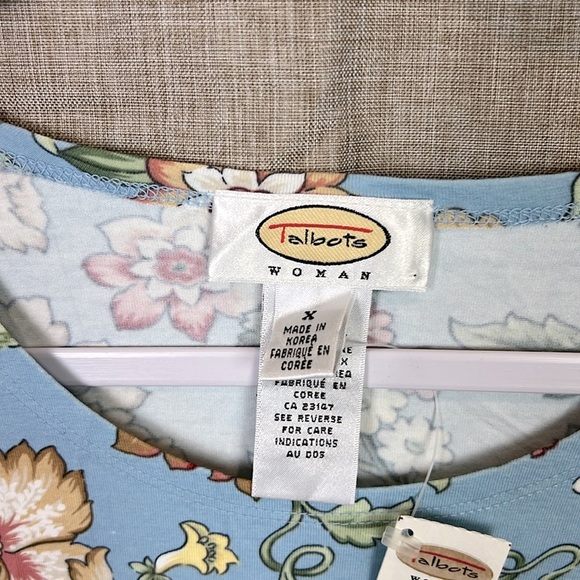 Talbots
WOMAN
X
MADE IN
KOREA
FABRIQUÉ EN
CORÉE
X
FABRIQUÉ EN
COREE
CA 23147
SEE REVERSE
FOR CARE
INDICATIONS
AU DOS
Talbots